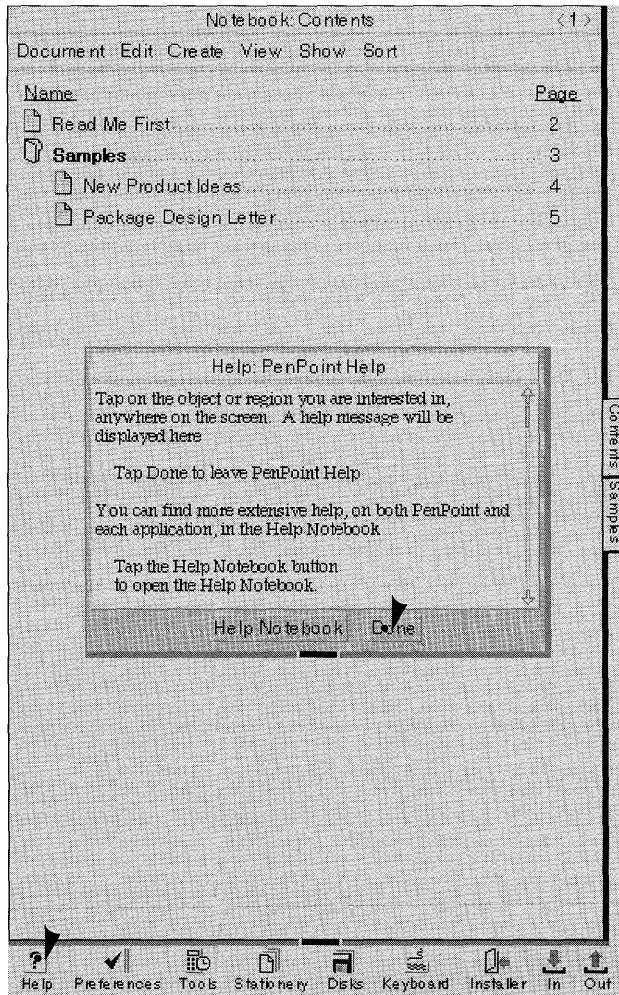 Notebook: Contents <1>
Document Edit Create View Show Sort
Name Page
Read Me First 2
Samples 3
New Product Ideas 4
Package Design Letter 5
Help: PenPoint Help
Tap on the object or region you are interested in,
anywhere on the screen. A help message will be
displayed here
Tap Done to leave PenPoint Help
You can find more extensive help, on both PenPoint and
each application, in the Help Notebook
Tap the Help Notebook button
to open the Help Notebook.
Help Notebook Done
Contents
Samples
Help Preferences Tools Stationery Disks Keyboard Installer In Out